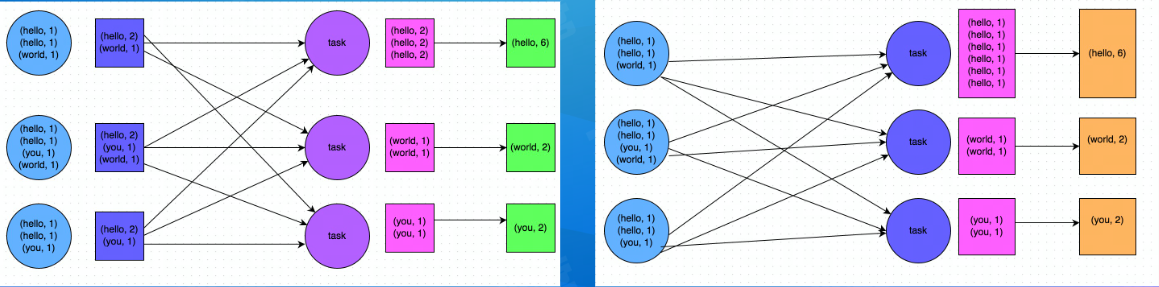 (hello, 1)
(hello, 1)
(world, 1)
(hello, 2)
(world, 1)
task
(hello, 2)
(hello, 2)
(hello, 2)
(hello, 6)
(hello, 1)
(hello, 1)
(you, 1)
(world, 1)
(hello, 2)
(you, 1)
(world, 1)
task
(world, 1)
(world, 1)
(world, 2)
(hello, 1)
(hello, 1)
(you, 1)
(hello, 2)
(you, 1)
task
(you, 1)
(you, 1)
(you, 2)
(hello, 1)
(hello, 1)
(world, 1)
task
(hello, 1)
(hello, 1)
(hello, 1)
(hello, 1)
(hello, 1)
(hello, 1)
(hello, 6)
(hello, 1)
(hello, 1)
(you, 1)
(world, 1)
task
(world, 1)
(world, 1)
(world, 2)
(hello, 1)
(hello, 1)
(you, 1)
task
(you, 1)
(you, 1)
(you, 2)